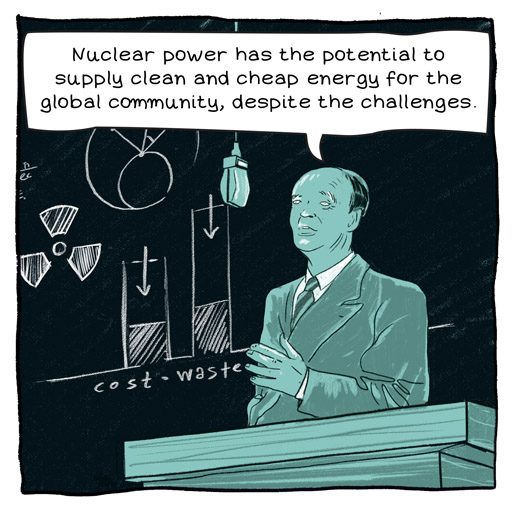 Nuclear power has the potential to
supply clean and cheap energy for the
global community, despite the challenges.
cost - waste